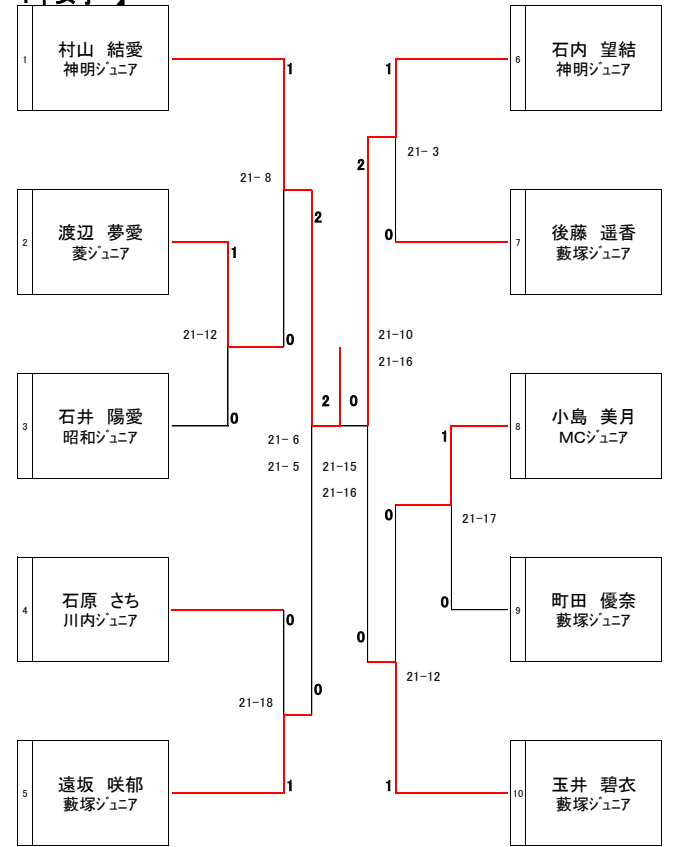 1
村山 結愛
神明ジュニア
2
渡辺 夢愛
菱ジュニア
3
石井 陽愛
昭和ジュニア
4
石原 さち
川内ジュニア
5
遠坂 咲郁
藪塚ジュニア
1
21- 8
2
1
21-12
0
0
2
0
21- 6
21- 5
21-15
21-16
0
21-18
0
1
1
21- 3
2
0
21-10
21-16
1
0
21-17
0
0
21-12
1
6
石内 望結
神明ジュニア
7
後藤 遥香
藪塚ジュニア
8
小島 美月
MCジュニア
9
町田 優奈
藪塚ジュニア
10
玉井 碧衣
藪塚ジュニア